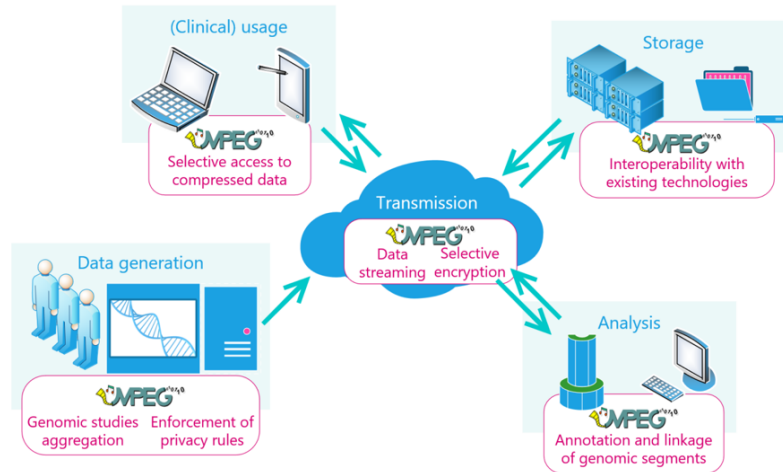 (Clinical) usage
MPEG
Selective access to
compressed data
Storage
MPEG
Interoperability with
existing technologies
Transmission
MPEG
Data Selective
streaming encryption
Data generation
MPEG
Genomic studies Enforcement of
aggregation privacy rules
Analysis
MPEG
Annotation and linkage
of genomic segments